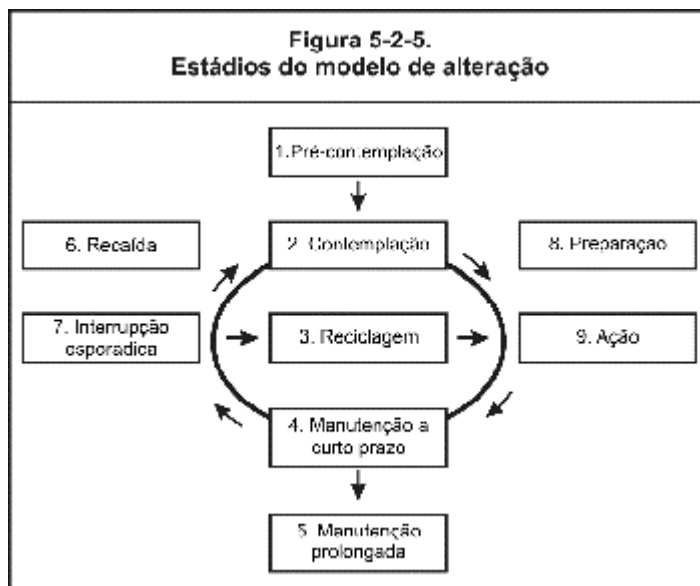 Figura 5-2-5.
Estádios do modelo de alteração
1.Pré-contemplação
6. Recaída
2. Contemplação
8. Preparação
7. Interrupção
esporádica
3. Reciclagem
9. Ação
4. Manutenção a
curto prazo
5. Manutenção
prolongada